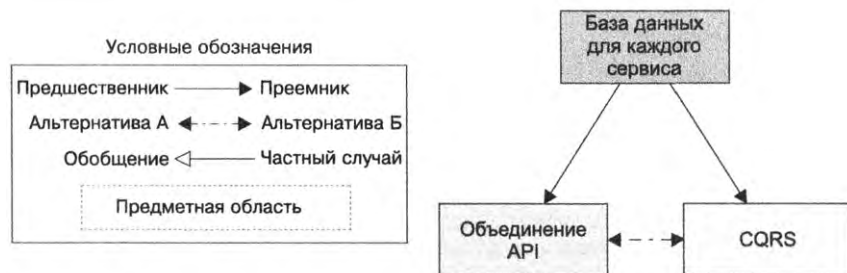 Условные обозначения
Предшественник Преемник
Альтернатива А Альтернатива Б
Обобщение Частный случай
Предметная область
База данных
для каждого
сервиса
Объединение
API
CQRS